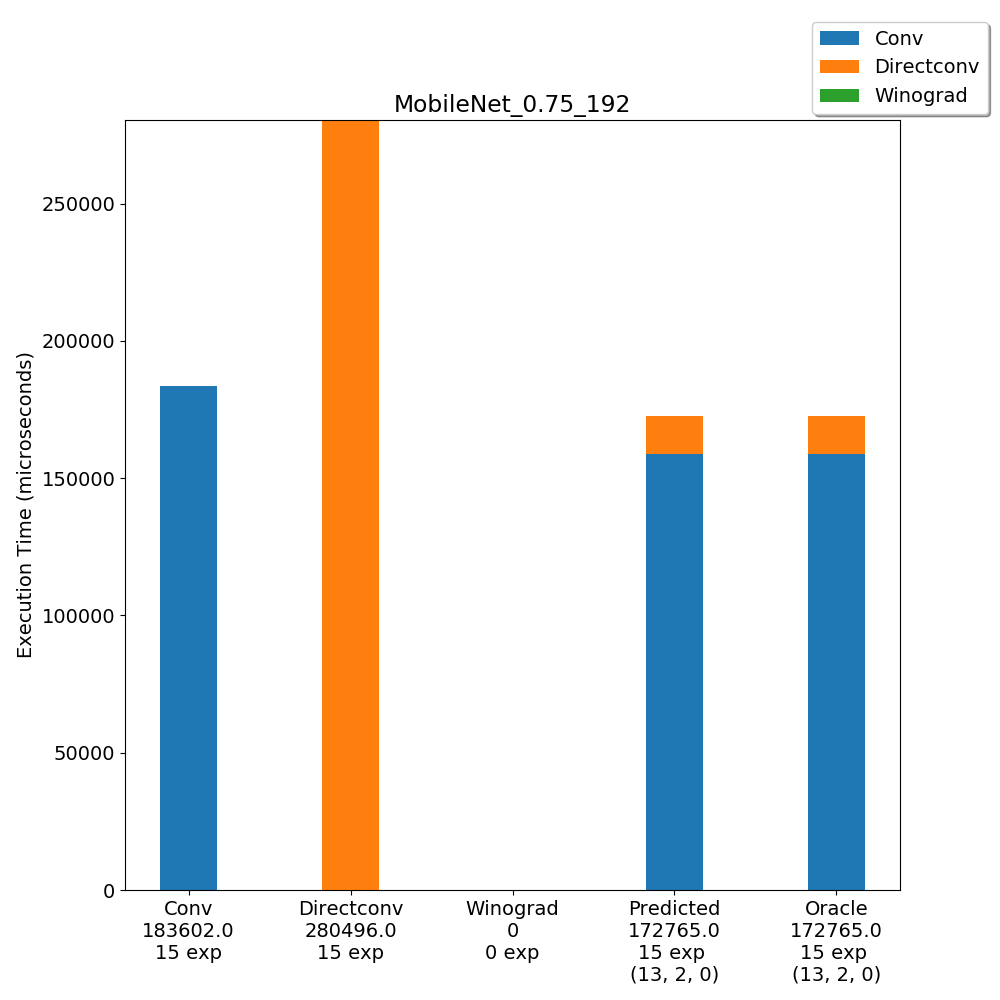 Conv
Directconv
Winograd
MobileNet_0.75_192
Execution Time (microseconds)
250000
200000
150000
100000
50000
0
Conv
183602.0
15 exp
Directconv
280496.0
15 exp
Winograd
0
0 exp
Predicted
172765.0
15 exp
(13, 2, 0)
Oracle
172765.0
15 exp
(13, 2, 0)